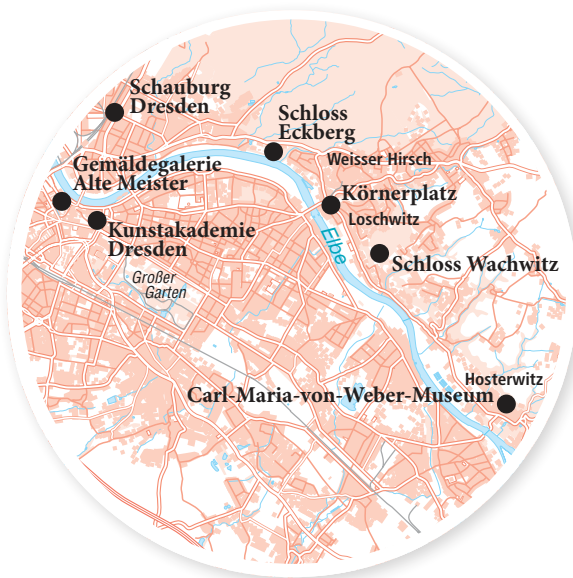 Schauburg
Dresden
Schloss
Eckberg
Weisser Hirsch
Gemäldegalerie
Alte Meister
Körnerplatz
Loschwitz
Kunstakademie
Dresden
Elbe
Schloss Wachwitz
Großer
Garten
Hosterwitz
Carl-Maria-von-Weber-Museum